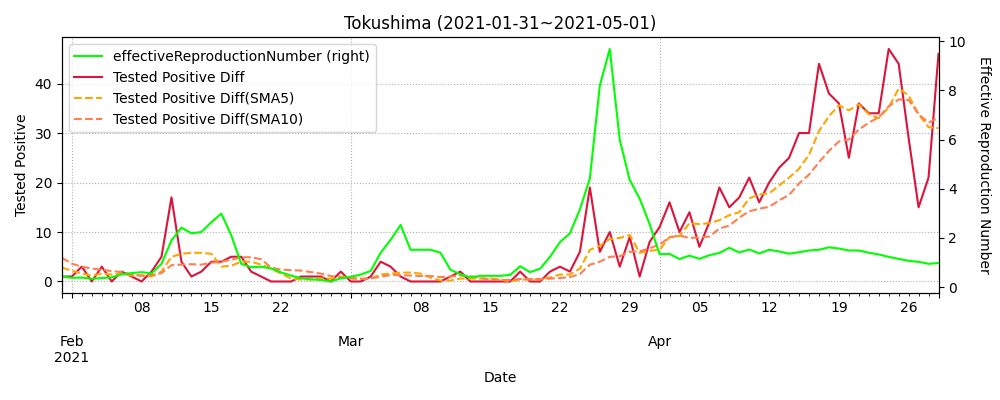 Tokushima (2021-01-31~2021-05-01)
effectiveReproductionNumber (right)
Tested Positive Diff
Tested Positive Diff(SMA5)
Tested Positive Diff(SMA10)
Tested Positive
40
30
20
10
0
10
8
6
4
2
0
Effective Reproduction Number
08 15 22 08 15 22 29 05 12 19 26
Feb Mar Apr
2021
Date